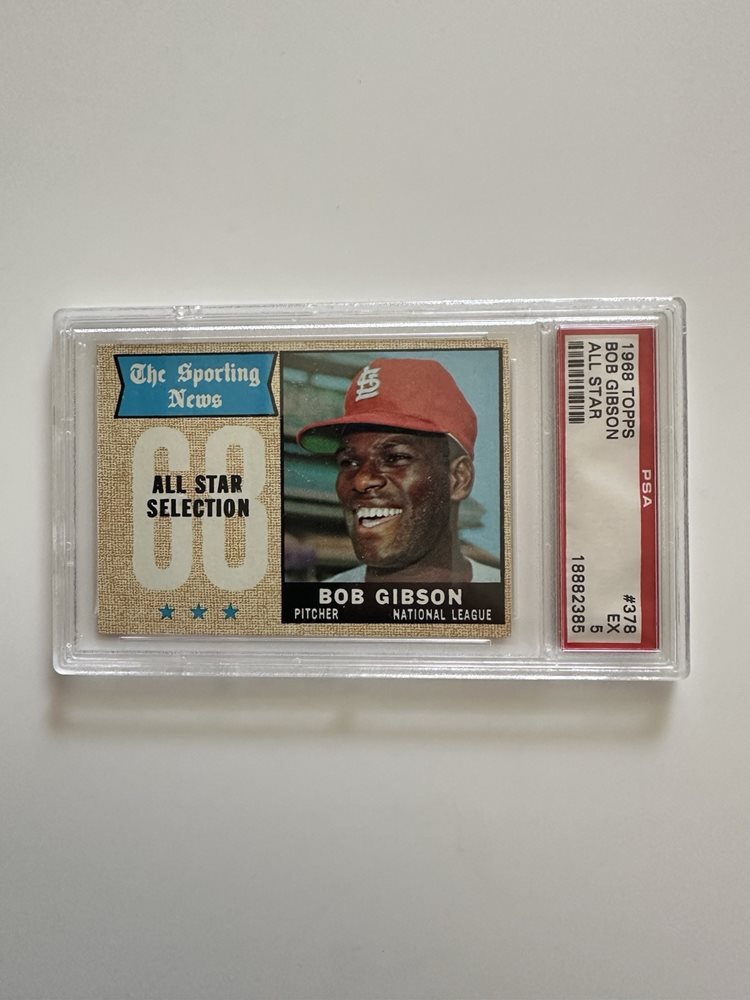 The Sporting
News
68
ALL STAR
SELECTION
BOB GIBSON
PITCHER NATIONAL LEAGUE
1968 TOPPS #378
BOB GIBSON EX
ALL STAR 5
18882385
PSA